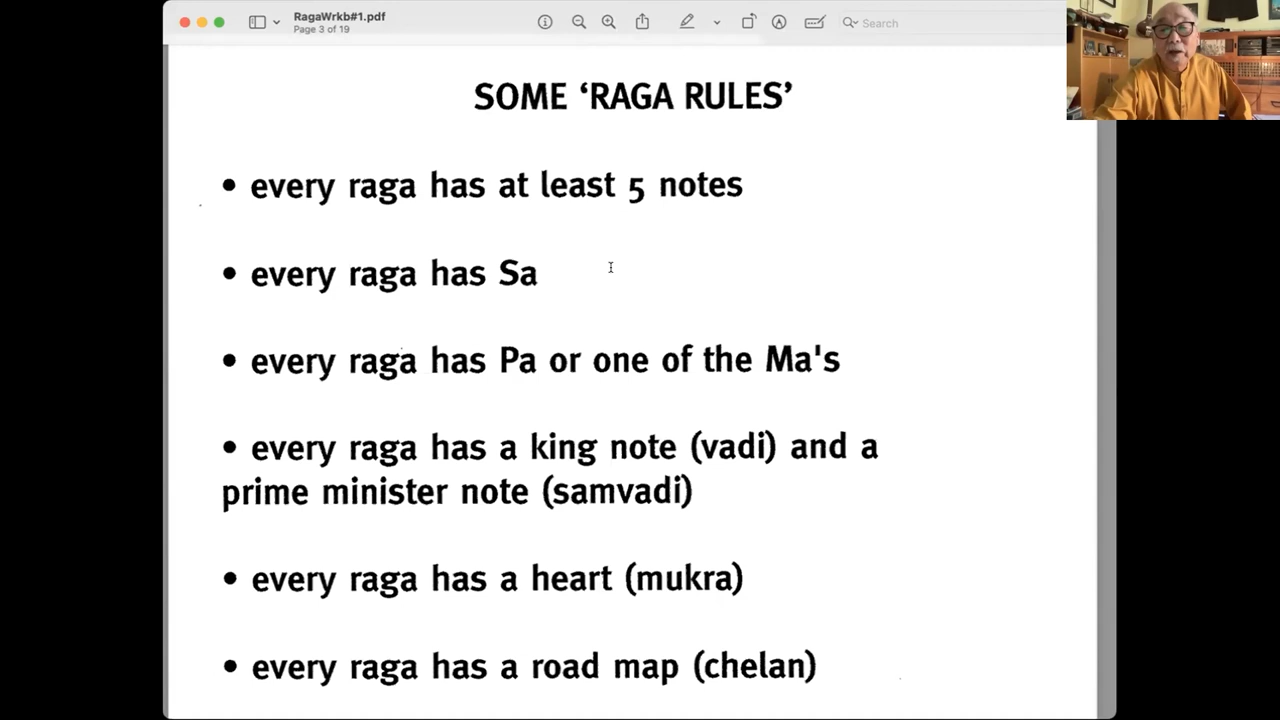 RagaWrkb#1.pdf
Page 3 of 19
Search
SOME ‘RAGA RULES’
• every raga has at least 5 notes
• every raga has Sa
• every raga has Pa or one of the Ma's
• every raga has a king note (vadi) and a
prime minister note (samvadi)
• every raga has a heart (mukra)
• every raga has a road map (chelan)